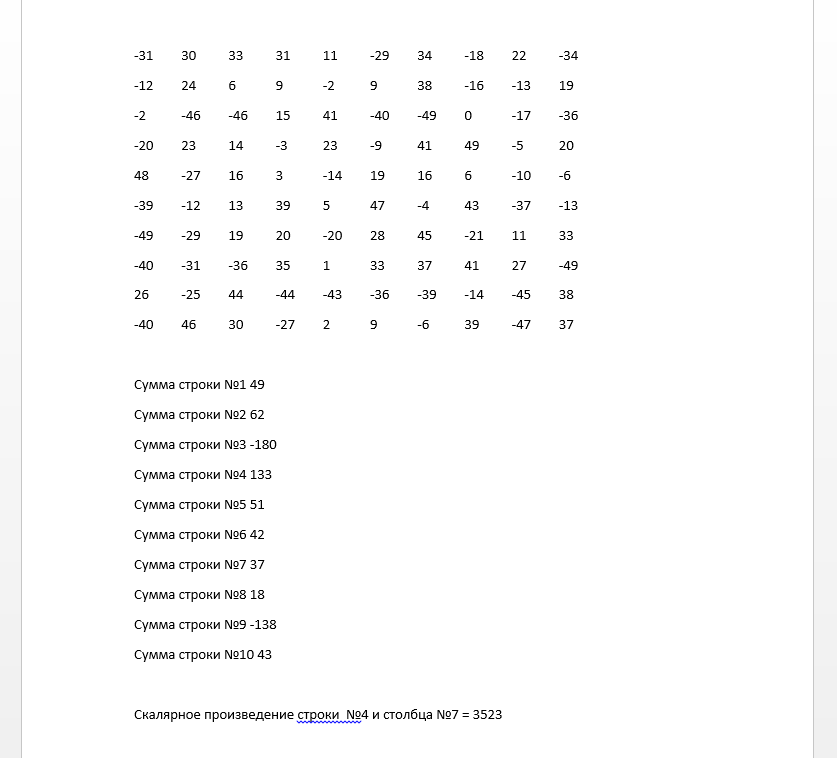 -31 30 33 31 11 -29 34 -18 22 -34
-12 24 6 9 -2 9 38 -16 -13 19
-2 -46 -46 15 41 -40 -49 0 -17 -36
-20 23 14 -3 23 -9 41 49 -5 20
48 -27 16 3 -14 19 16 6 -10 -6
-39 -12 13 39 5 47 -4 43 -37 -13
-49 -29 19 20 -20 28 45 -21 11 33
-40 -31 -36 35 1 33 37 41 27 -49
26 -25 44 -44 -43 -36 -39 -14 -45 38
-40 46 30 -27 2 9 -6 39 -47 37
Сумма строки №1 49
Сумма строки №2 62
Сумма строки №3 -180
Сумма строки №4 133
Сумма строки №5 51
Сумма строки №6 42
Сумма строки №7 37
Сумма строки №8 18
Сумма строки №9 -138
Сумма строки №10 43
Скалярное произведение строки №4 и столбца №7 = 3523